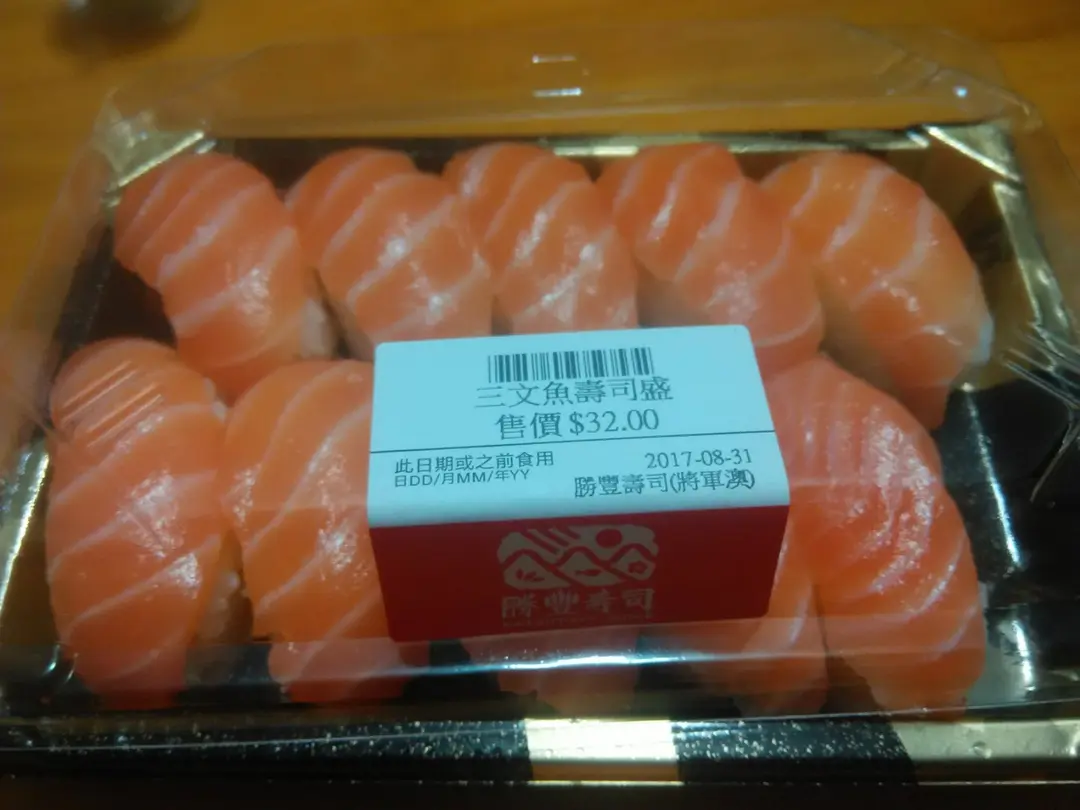 三文魚壽司盛
售價 $32.00
此日期或之前食用 2017-08-31
日DD/月MM/年YY 勝豐壽司(將軍澳)
勝豐寿司